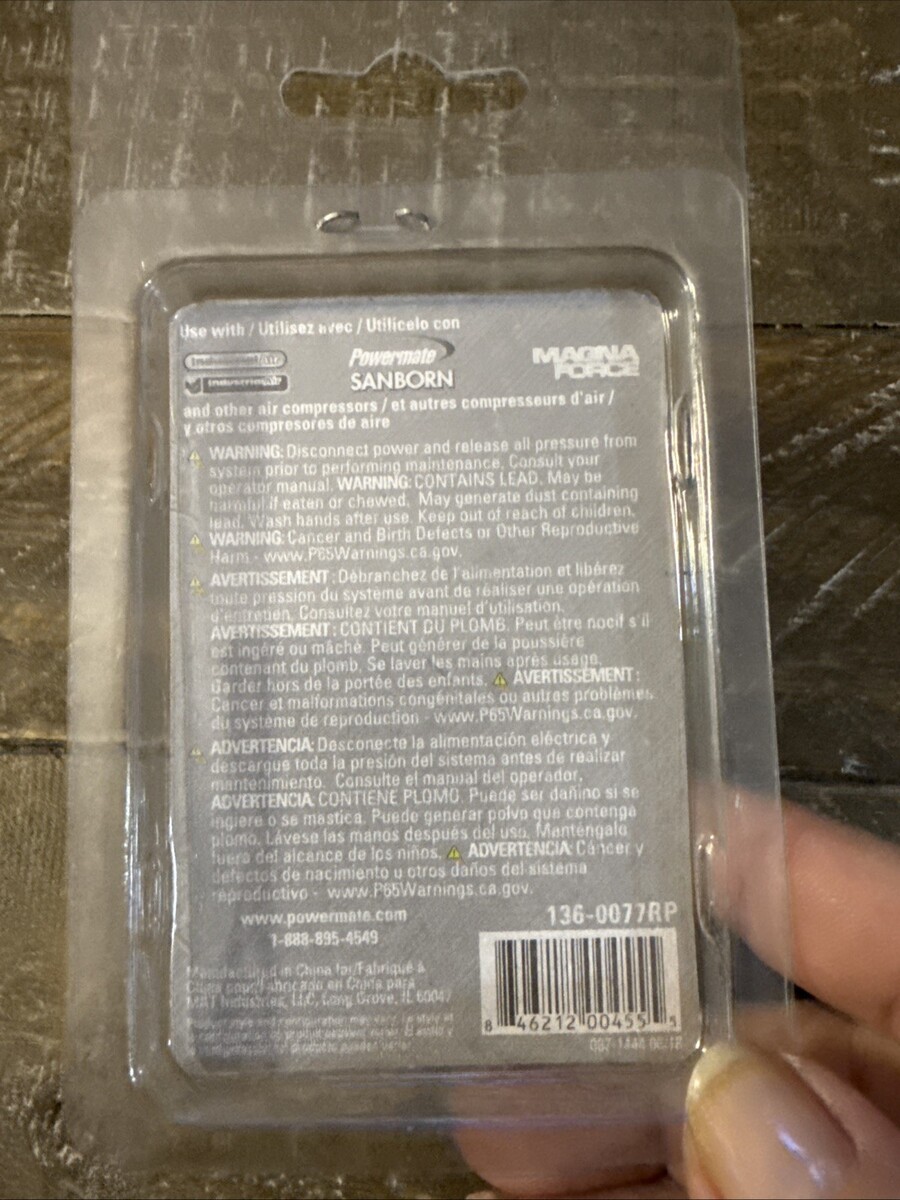 Use with / Utilisez avec / Utilicelo con
Powermate
SANBORN
MAGNA
FORCE
and other air compressors / et autres compresseurs d'air /
y otros compresores de aire
WARNING: Disconnect power and release all pressure from
system prior to performing maintenance. Consult your
operator manual. WARNING: CONTAINS LEAD. May be
harmful if eaten or chewed. May generate dust containing
lead. Wash hands after use. Keep out of reach of children.
WARNING: Cancer and Birth Defects or Other Reproductive
Harm - www.P65Warnings.ca.gov.
AVERTISSEMENT : Débranchez de l'alimentation et libérez
toute pression du système avant de réaliser une opération
d'entretien. Consultez votre manuel d'utilisation.
AVERTISSEMENT : CONTIENT DU PLOMB. Peut être nocif s'il
est ingéré ou mâché. Peut générer de la poussière
contenant du plomb. Se laver les mains après usage.
Garder hors de la portée des enfants. AVERTISSEMENT :
Cancer et malformations congénitales ou autres problèmes
du système de reproduction - www.P65Warnings.ca.gov.
ADVERTENCIA: Desconecte la alimentación eléctrica y
descargue toda la presión del sistema antes de realizar
mantenimiento. Consulte el manual del operador.
ADVERTENCIA: CONTIENE PLOMO. Puede ser dañino si se
ingiere o se mastica. Puede generar polvo que contenga
plomo. Lávese las manos después del uso. Manténgalo
fuera del alcance de los niños. ADVERTENCIA: Cáncer y
defectos de nacimiento u otros daños del sistema
reproductivo - www.P65Warnings.ca.gov.
www.powermate.com
1-888-895-4549
136-0077RP
Manufactured in China for/Fabriqué à
China pour/Fabricado en China para
MAT Industries, LLC, Long Grove, IL 60047
8 46212 00455 5